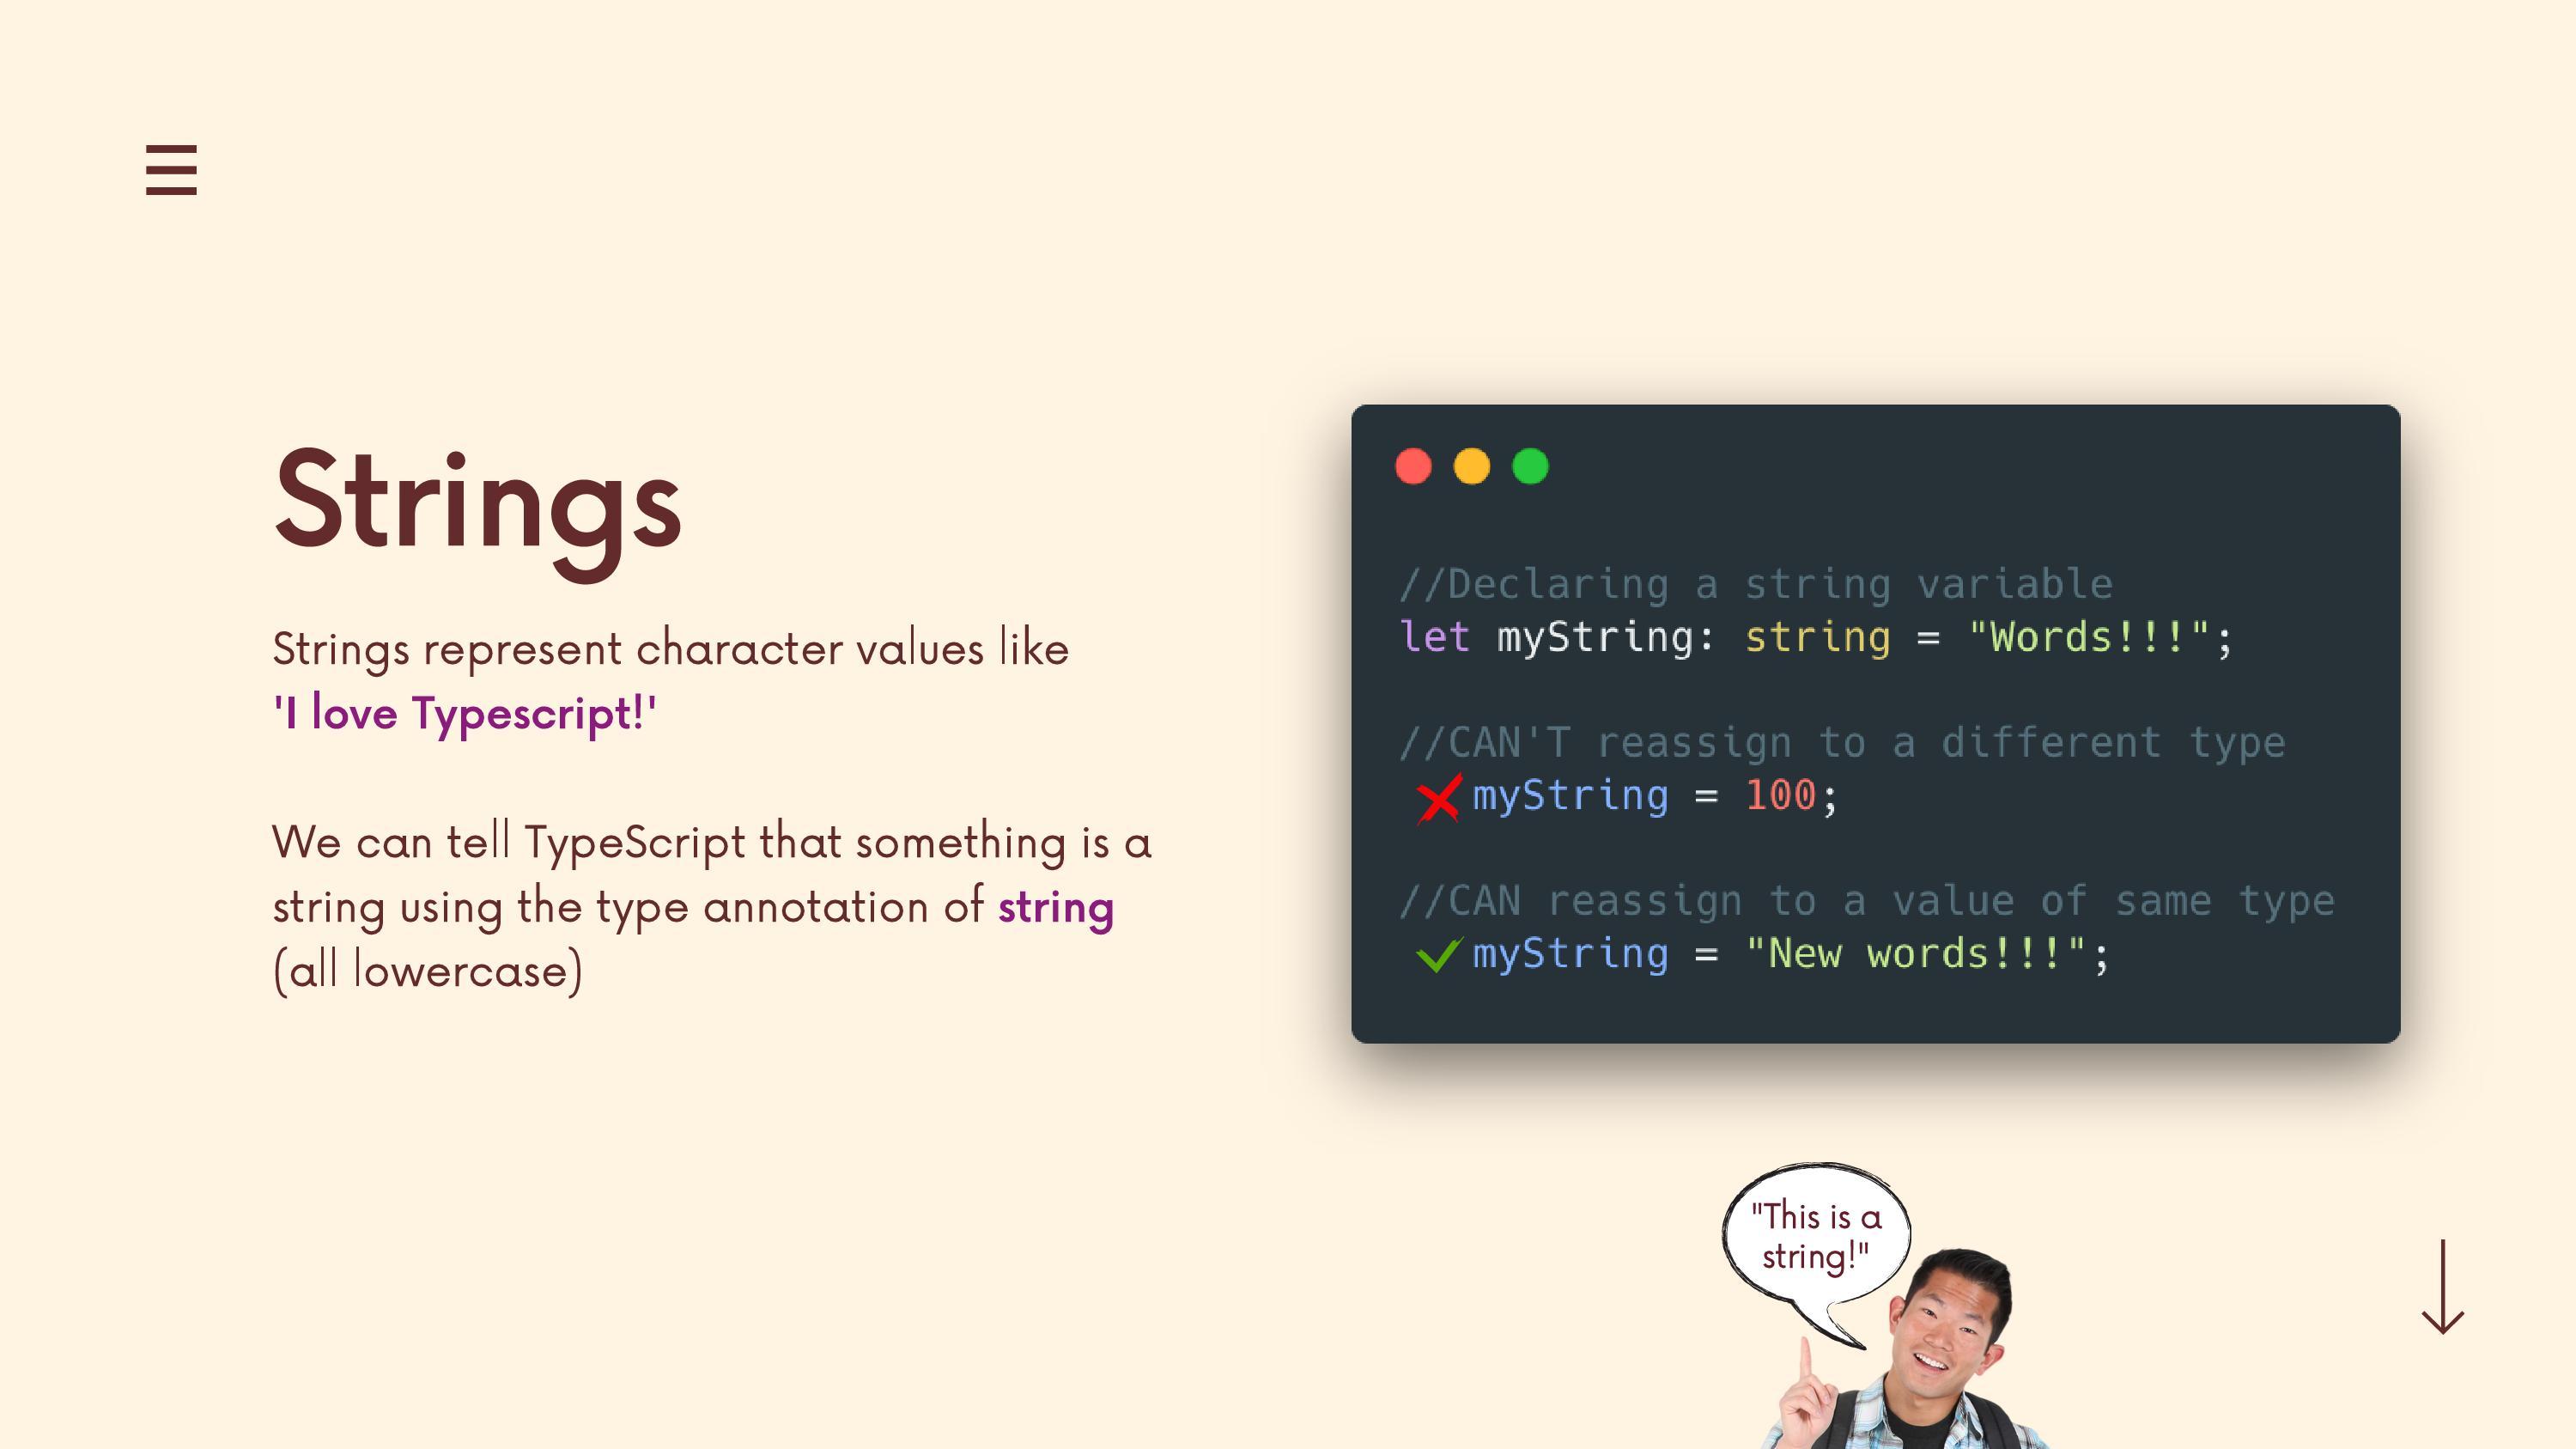 Strings
Strings represent character values like
'I love Typescript!'
We can tell TypeScript that something is a
string using the type annotation of string
(all lowercase)
//Declaring a string variable
let myString: string = "Words!!!";
//CAN'T reassign to a different type
myString = 100;
//CAN reassign to a value of same type
myString = "New words!!!";
"This is a
string!"